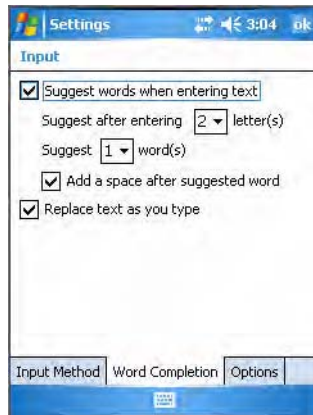 Settings 3:04 ok
Input
Suggest words when entering text
Suggest after entering 2 letter(s)
Suggest 1 word(s)
Add a space after suggested word
Replace text as you type
Input Method Word Completion Options